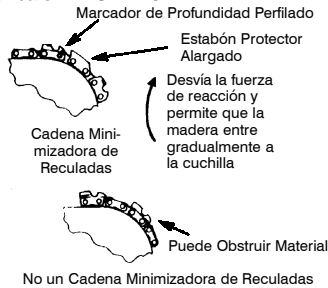 Marcador de Profundidad Perfilado
Estabón Protector
Alargado
Desvía la fuerza
de reacción y
permite que la
madera entre
gradualmente a
la cuchilla
Cadena Mini-
mizadora de
Reculadas
Puede Obstruir Material
No un Cadena Minimizadora de Reculadas